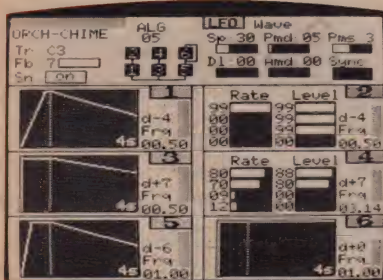 ORCH-CHIME
ALG
05
LFO Wave
Sp 30 Pmd 05 Pms 3
Tr C3
Fb 7
Sn on
Dl 00 Amd 00 Sync
1
4s
d-4
Frq
00.50
Rate Level 2
99 99
00 99
00 99
00 00
d-4
Frq
00.50
3
4s
d+7
Frq
00.50
Rate Level 4
80 88
70 80
09 00
12 00
d+7
Frq
03.14
5
4s
d-6
Frq
01.00
6
4s
d+0
Frq
01.00